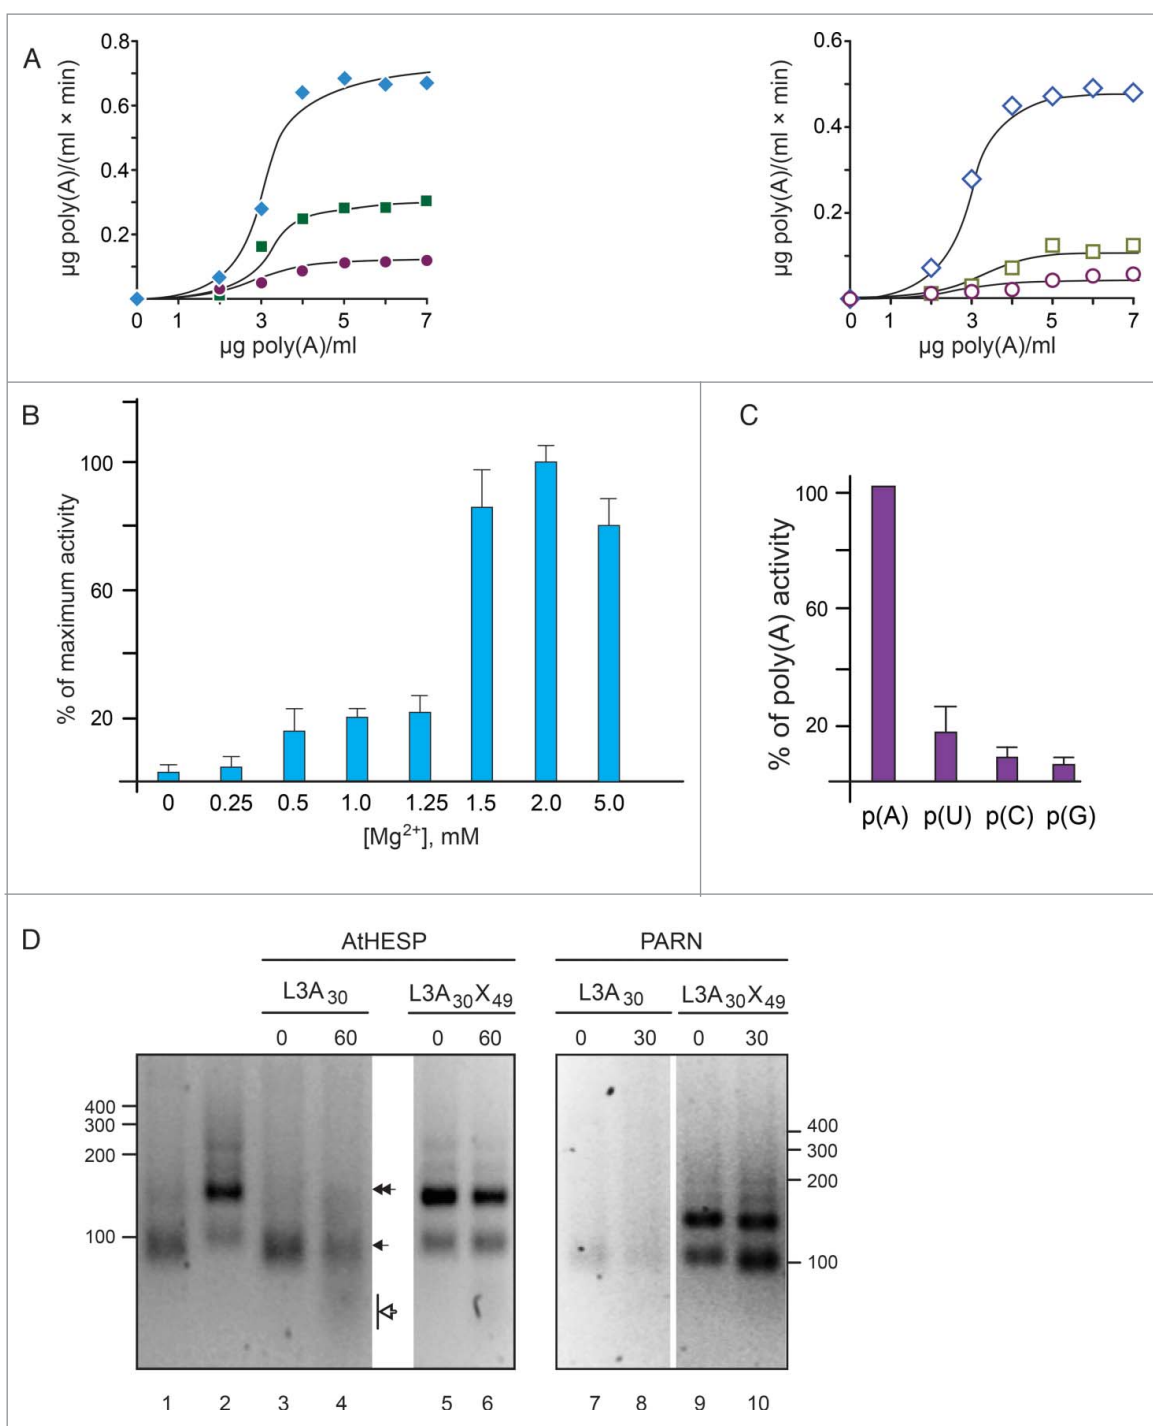 A
µg poly(A)/(ml × min)
0.8
0.6
0.4
0.2
0 1 3 5 7
µg poly(A)/ml
µg poly(A)/(ml × min)
0.6
0.4
0.2
0 1 3 5 7
µg poly(A)/ml
B
% of maximum activity
100
60
20
0 0.25 0.5 1.0 1.25 1.5 2.0 5.0
[Mg²⁺], mM
C
% of poly(A) activity
100
60
20
p(A) p(U) p(C) p(G)
D
AtHESP PARN
L3A₃₀ L3A₃₀X₄₉ L3A₃₀ L3A₃₀X₄₉
0 60 0 60 0 30 0 30
400
300
200
100
400
300
200
100
1 2 3 4 5 6 7 8 9 10